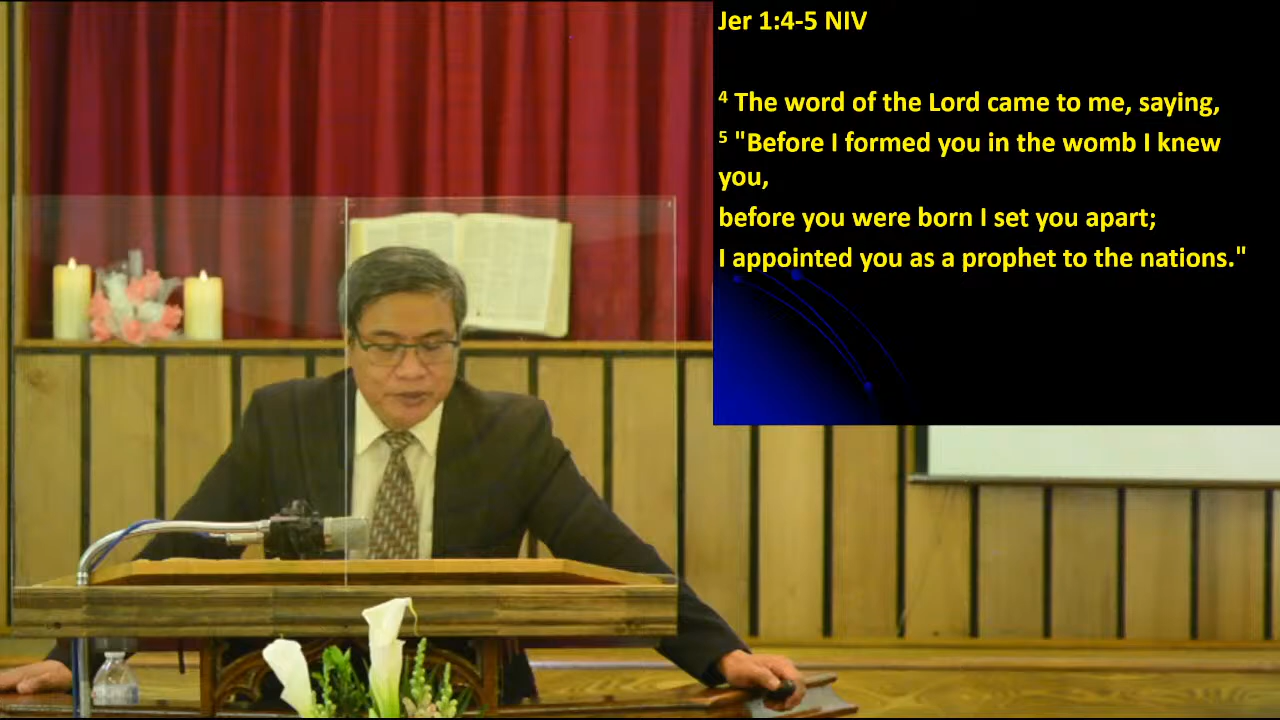 Jer 1:4-5 NIV
4 The word of the Lord came to me, saying,
5 "Before I formed you in the womb I knew
you,
before you were born I set you apart;
I appointed you as a prophet to the nations."